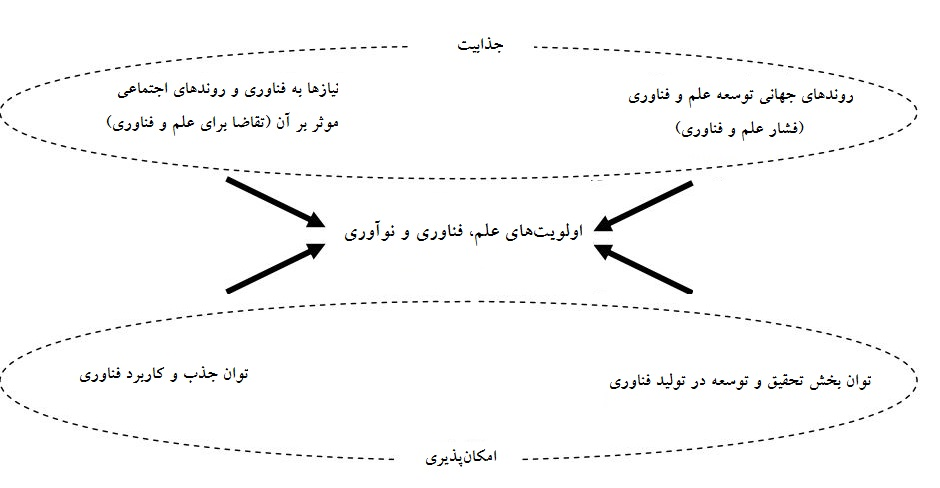 جذابیت
روندهای جهانی توسعه علم و فناوری
(فشار علم و فناوری)
نیازها به فناوری و روندهای اجتماعی
موثر بر آن (تقاضا برای علم و فناوری)
اولویت‌های علم، فناوری و نوآوری
توان بخش تحقیق و توسعه در تولید فناوری
توان جذب و کاربرد فناوری
امکان‌پذیری